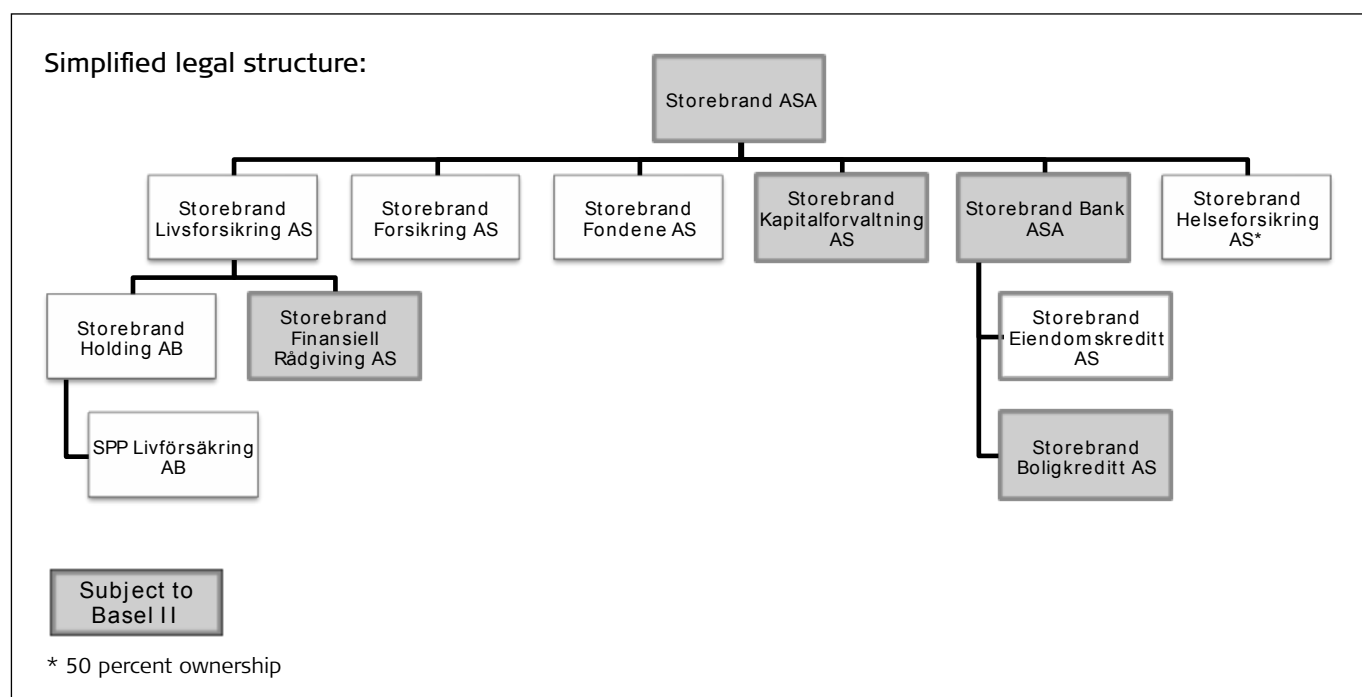 Simplified legal structure:
Storebrand ASA
Storebrand
Livsforsikring AS
Storebrand
Forsikring AS
Storebrand
Fondene AS
Storebrand
Kapitalforvaltning
AS
Storebrand Bank
ASA
Storebrand
Helseforsikring
AS*
Storebrand
Holding AB
Storebrand
Finansiell
Rådgiving AS
Storebrand
Eiendomskreditt
AS
SPP Livförsäkring
AB
Storebrand
Boligkreditt AS
Subject to
Basel II
* 50 percent ownership